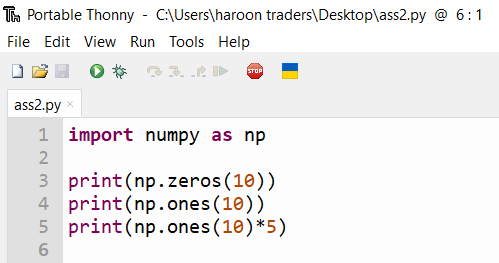 Th Portable Thonny - C:\Users\haroon traders\Desktop\ass2.py @ 6 : 1
File Edit View Run Tools Help
STOP
ass2.py ×
1 import numpy as np
2
3 print(np.zeros(10))
4 print(np.ones(10))
5 print(np.ones(10)*5)
6